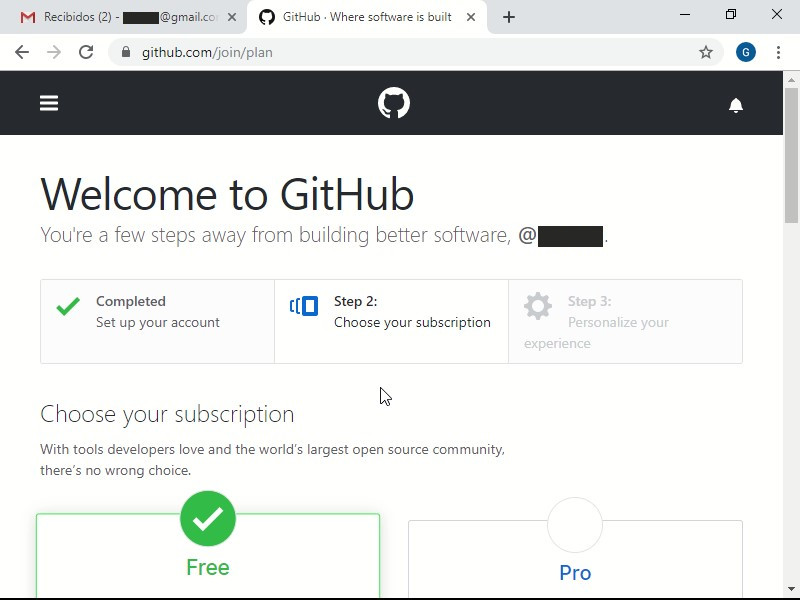 Recibidos (2) - @gmail.co
GitHub · Where software is built
github.com/join/plan
G
Welcome to GitHub
You're a few steps away from building better software, @.
Completed
Set up your account
Step 2:
Choose your subscription
Step 3:
Personalize your
experience
Choose your subscription
With tools developers love and the world's largest open source community,
there's no wrong choice.
Free
Pro